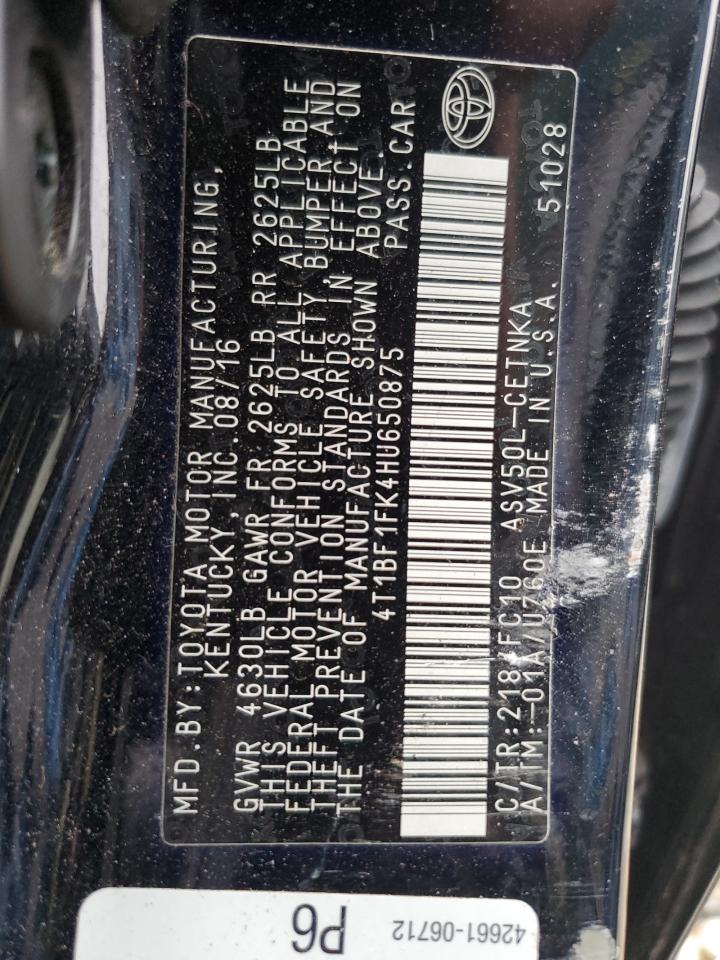 MFD.BY:TOYOTA MOTOR MANUFACTURING,
KENTUCKY,INC. 08/16
GVWR 4630LB GAWR FR 2625LB RR 2625LB
THIS VEHICLE CONFORMS TO ALL APPLICABLE
FEDERAL MOTOR VEHICLE SAFETY, BUMPER AND
THEFT PREVENTION STANDARDS IN EFFECT ON
THE DATE OF MANUFACTURE SHOWN ABOVE.
4T1BF1FK4HU650875 PASS.CAR
C/TR:218/FC10 ASV50L-CETNKA
A/TM:-01A/U760E MADE IN U.S.A. 51028
P6
42661-06712